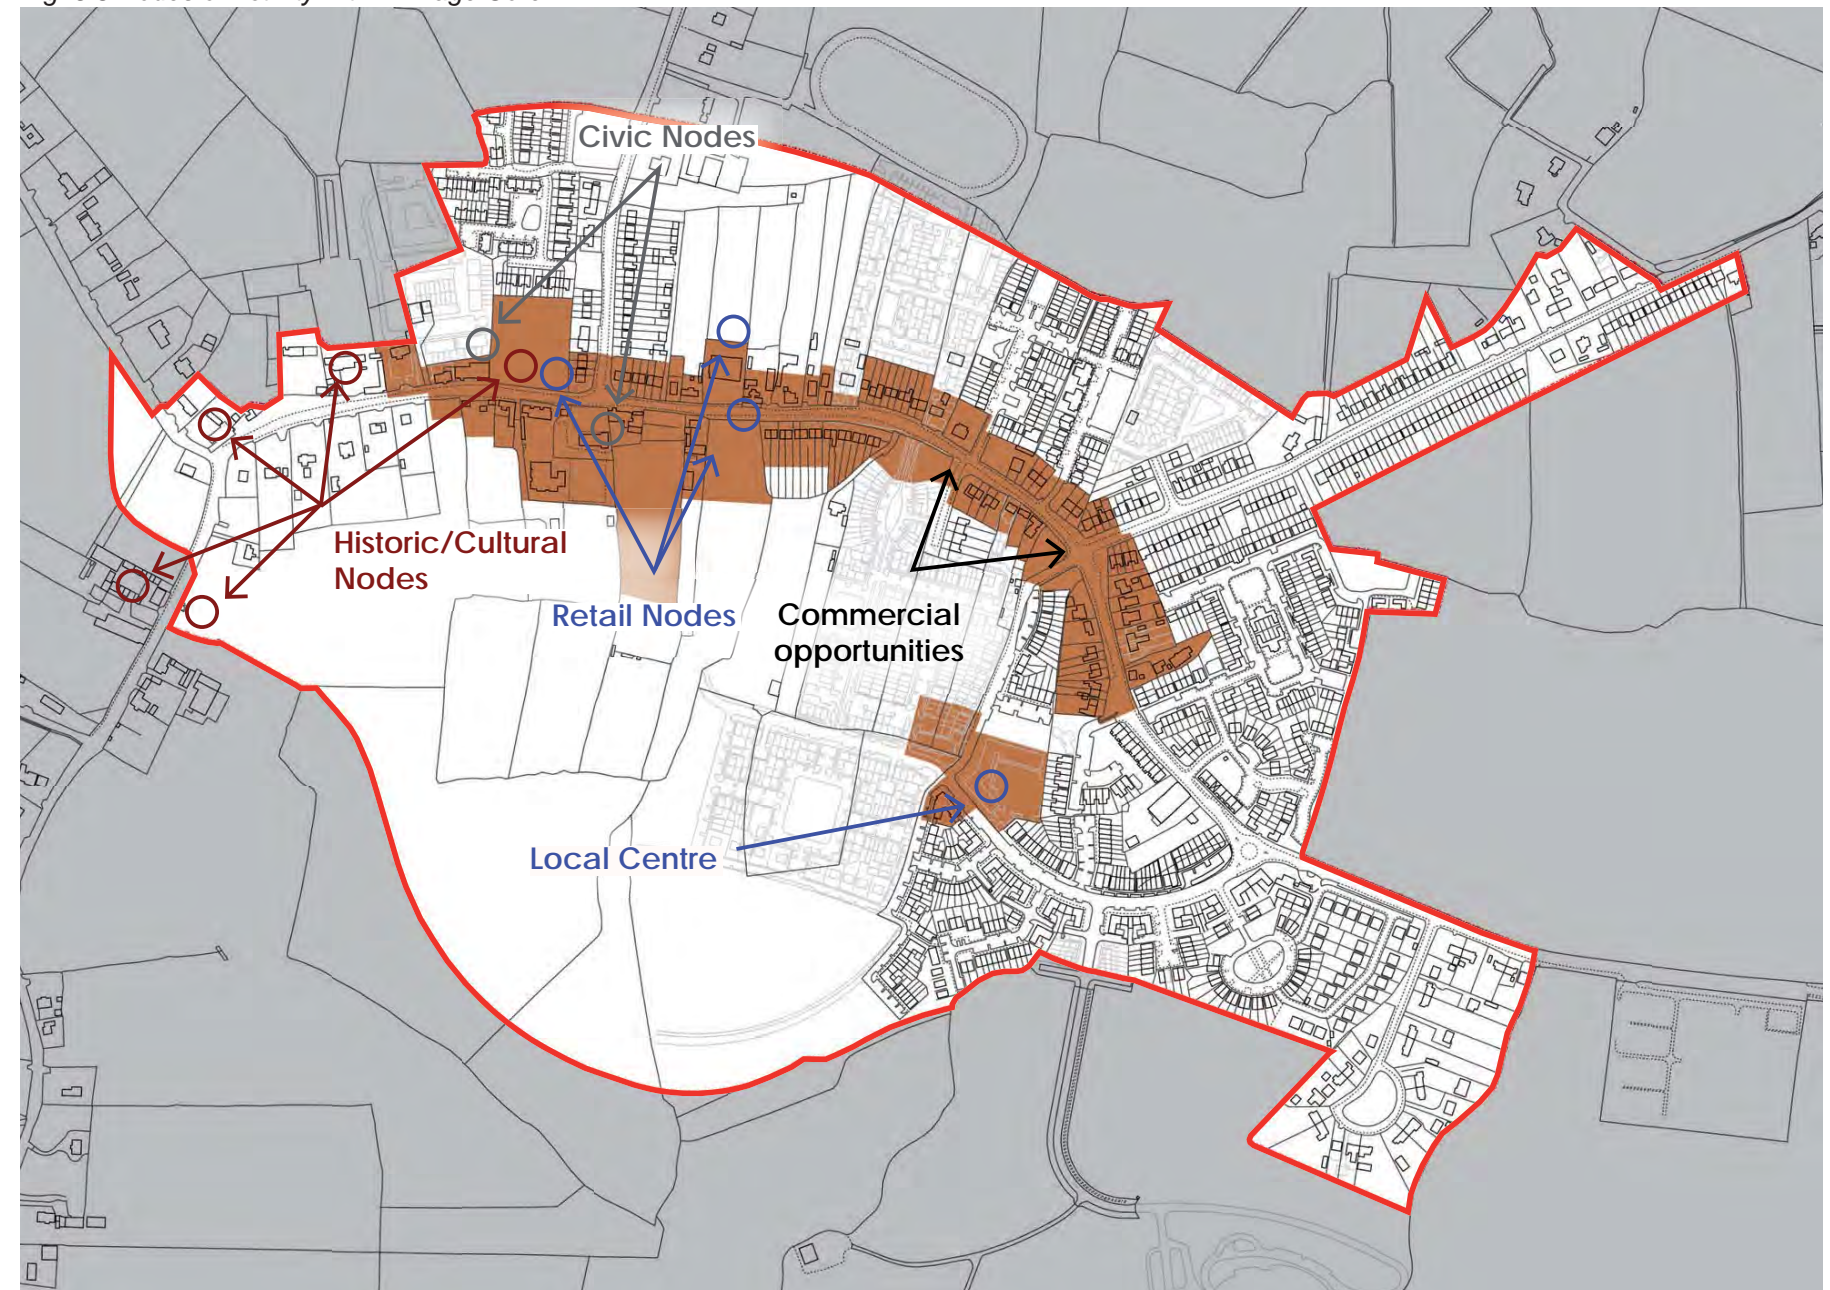 Civic Nodes
Historic/Cultural
Nodes
Retail Nodes
Commercial
opportunities
Local Centre